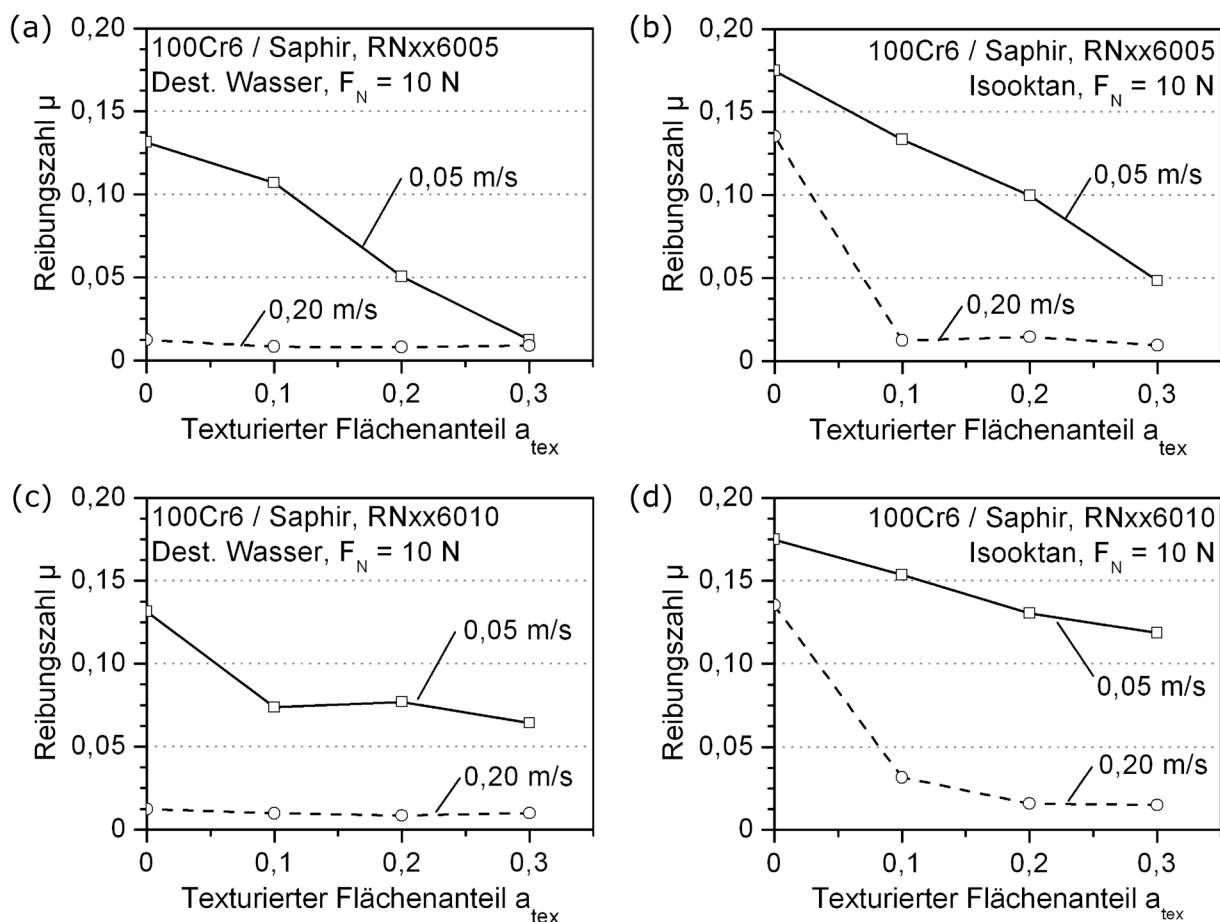 (a)
0,20
0,15
0,10
0,05
0
Reibungszahl µ
100Cr6 / Saphir, RNxx6005
Dest. Wasser, F_N = 10 N
0,05 m/s
0,20 m/s
0 0,1 0,2 0,3
Texturierter Flächenanteil a_tex
(b)
0,20
0,15
0,10
0,05
0
Reibungszahl µ
100Cr6 / Saphir, RNxx6005
Isooktan, F_N = 10 N
0,05 m/s
0,20 m/s
0 0,1 0,2 0,3
Texturierter Flächenanteil a_tex
(c)
0,20
0,15
0,10
0,05
0
Reibungszahl µ
100Cr6 / Saphir, RNxx6010
Dest. Wasser, F_N = 10 N
0,05 m/s
0,20 m/s
0 0,1 0,2 0,3
Texturierter Flächenanteil a_tex
(d)
0,20
0,15
0,10
0,05
0
Reibungszahl µ
100Cr6 / Saphir, RNxx6010
Isooktan, F_N = 10 N
0,05 m/s
0,20 m/s
0 0,1 0,2 0,3
Texturierter Flächenanteil a_tex